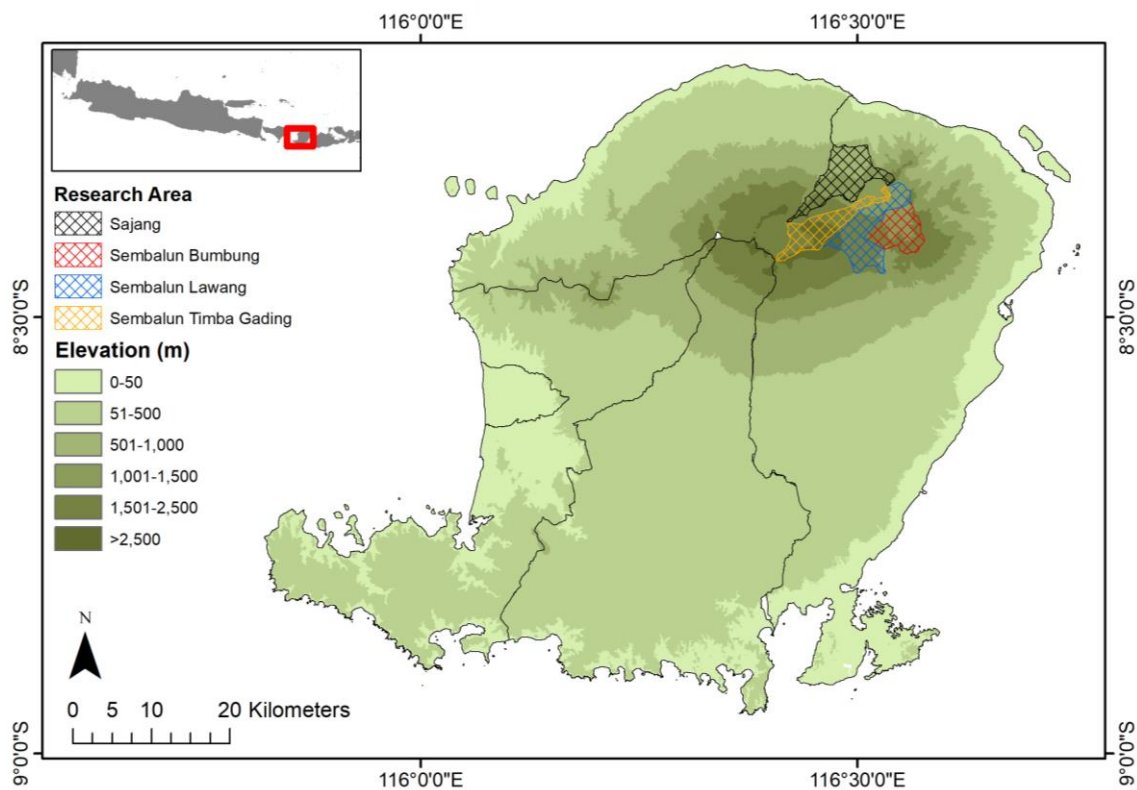 116°0'0"E 116°30'0"E
Research Area
Sajang
Sembalun Bumbung
Sembalun Lawang
Sembalun Timba Gading
Elevation (m)
0-50
51-500
501-1,000
1,001-1,500
1,501-2,500
>2,500
N
0 5 10 20 Kilometers
8°30'0"S
9°0'0"S
8°30'0"S
9°0'0"S
116°0'0"E 116°30'0"E